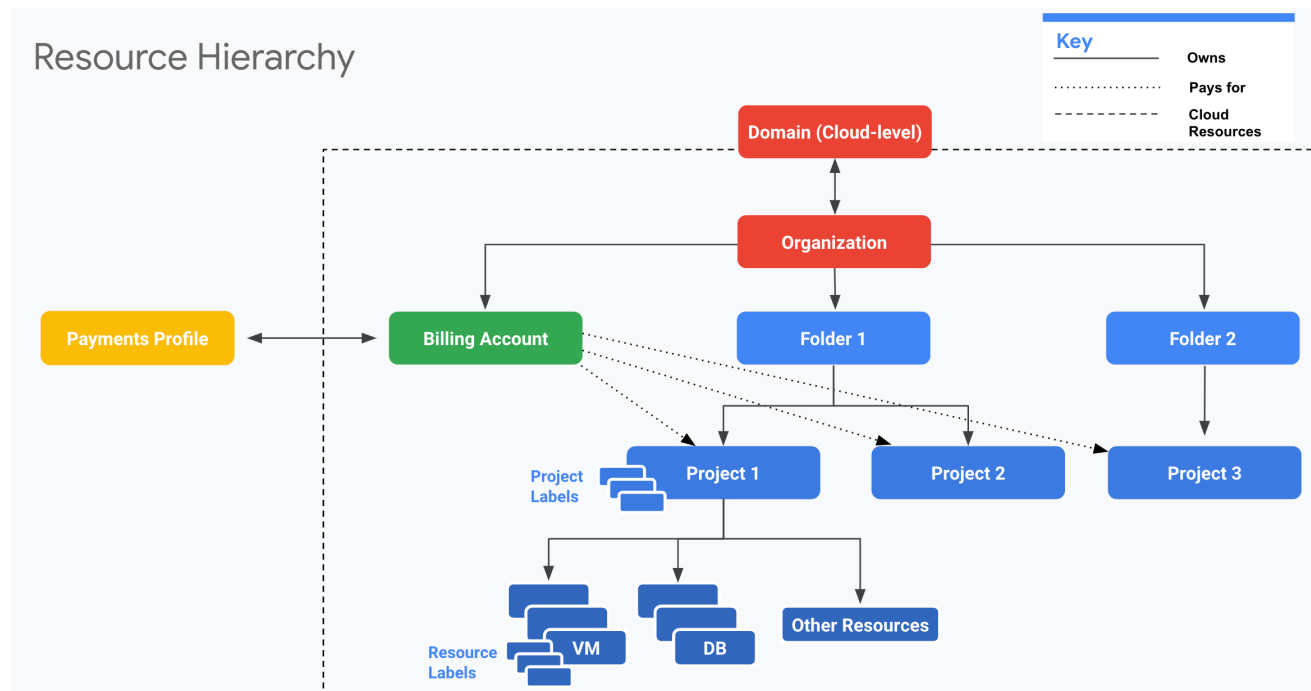 Resource Hierarchy
Key
Owns
Pays for
Cloud
Resources
Domain (Cloud-level)
Organization
Payments Profile
Billing Account
Folder 1
Folder 2
Project
Labels
Project 1
Project 2
Project 3
Resource
Labels
VM
DB
Other Resources